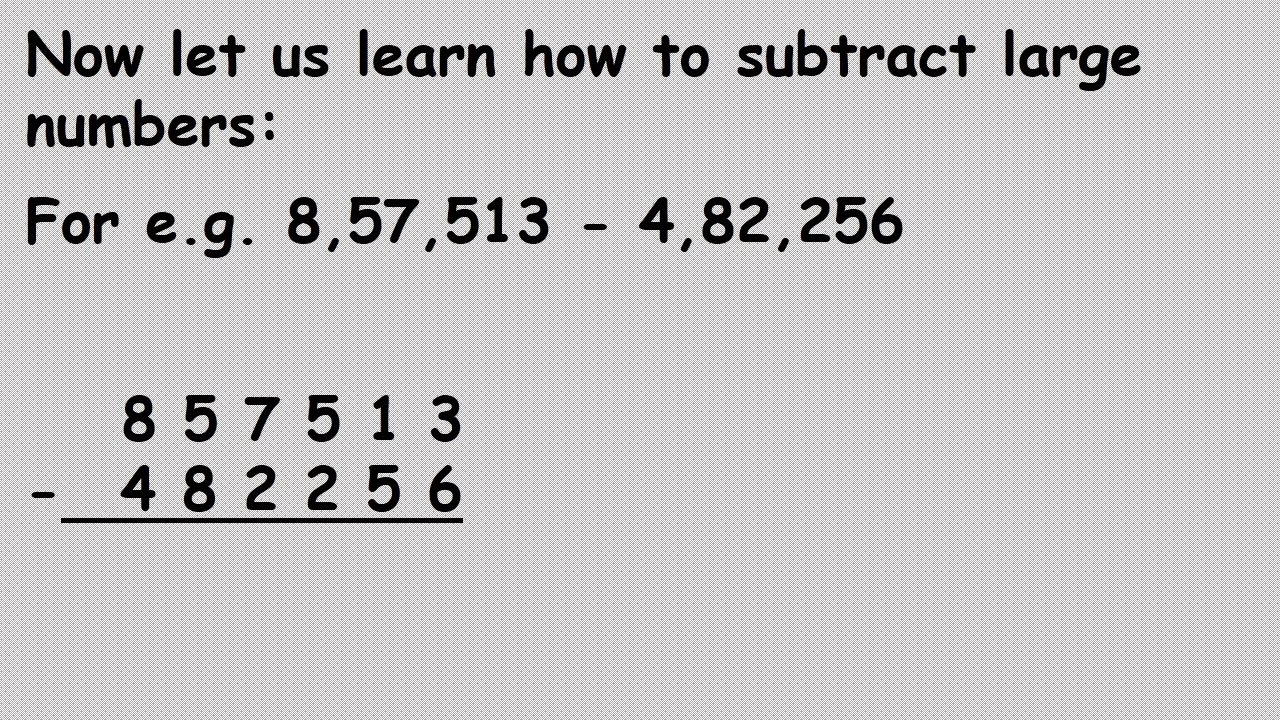 Now let us learn how to subtract large
numbers:
For e.g. 8,57,513 - 4,82,256
8 5 7 5 1 3
- 4 8 2 2 5 6